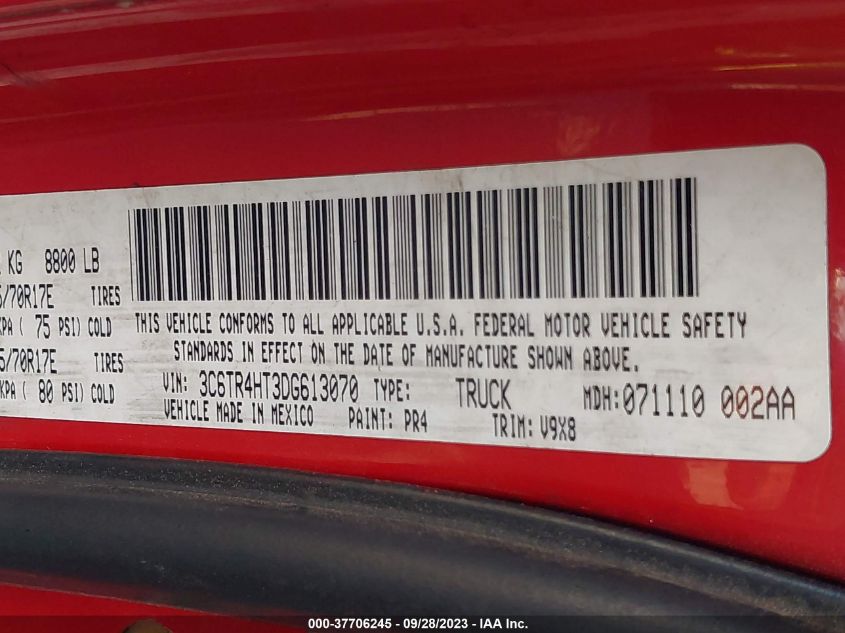 KG 8800 LB
/70R17E TIRES
KPA ( 75 PSI) COLD
5/70R17E TIRES
KPA ( 80 PSI) COLD
THIS VEHICLE CONFORMS TO ALL APPLICABLE U.S.A. FEDERAL MOTOR VEHICLE SAFETY
STANDARDS IN EFFECT ON THE DATE OF MANUFACTURE SHOWN ABOVE.
VIN: 3C6TR4HT3DG613070 TYPE: TRUCK MDH:071110 002AA
VEHICLE MADE IN MEXICO PAINT: PR4 TRIM: V9X8
000-37706245 - 09/28/2023 - IAA Inc.